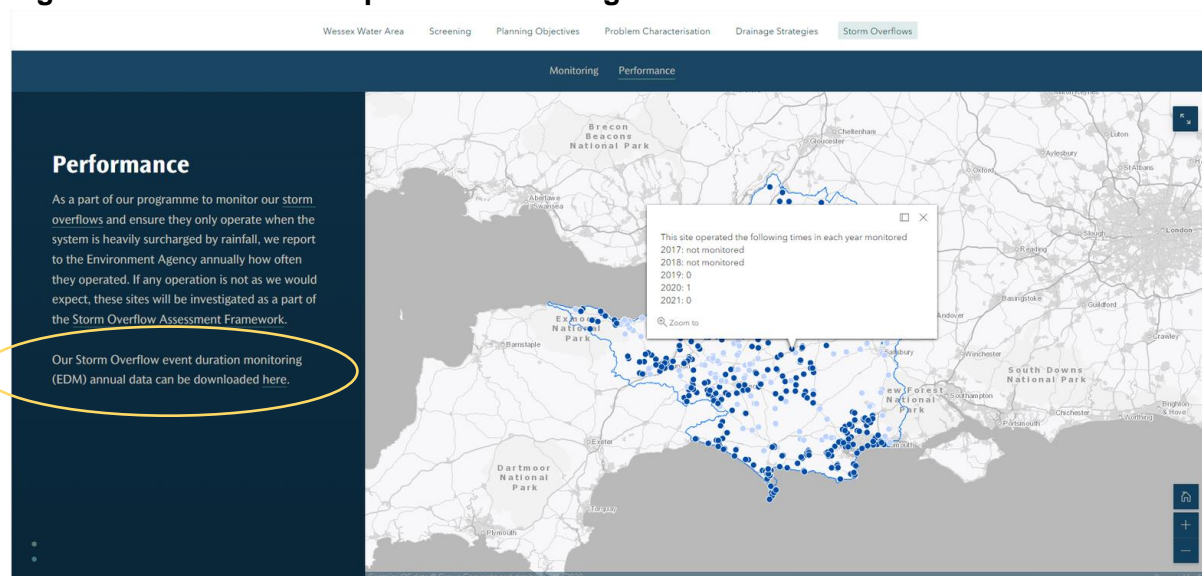 Wessex Water Area Screening Planning Objectives Problem Characterisation Drainage Strategies Storm Overflows
Monitoring Performance
Performance
As a part of our programme to monitor our storm
overflows and ensure they only operate when the
system is heavily surcharged by rainfall, we report
to the Environment Agency annually how often
they operated. If any operation is not as we would
expect, these sites will be investigated as a part of
the Storm Overflow Assessment Framework.
Our Storm Overflow event duration monitoring
(EDM) annual data can be downloaded here.
This site operated the following times in each year monitored
2017: not monitored
2018: not monitored
2019: 0
2020: 1
2021: 0
Zoom to
Brecon
Beacons
National Park
Cheltenham
Gloucester
Luton
Aylesbury
St Albans
Oxford
Abertawe
Swansea
Slough
London
Reading
Basingstoke
Guildford
Andover
Crawley
Barnstaple
Salisbury
Winchester
South Downs
National Park
Southampton
Chichester
Worthing
Brighton
& Hove
Portsmouth
Exeter
Dartmoor
National
Park
Torquay
Plymouth